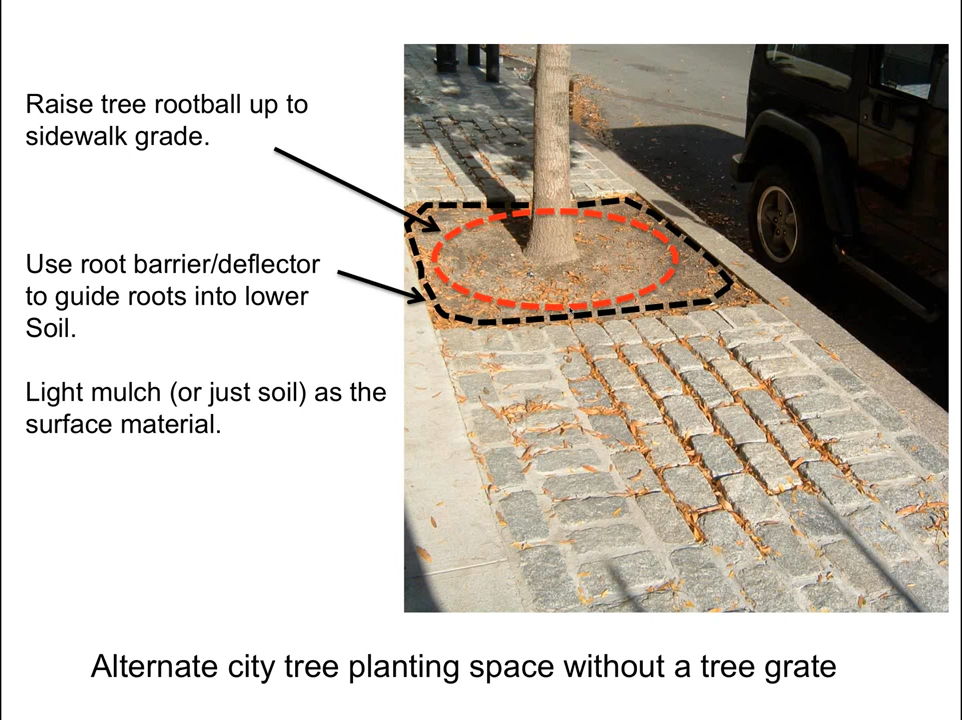 Raise tree rootball up to
sidewalk grade.
Use root barrier/deflector
to guide roots into lower
Soil.
Light mulch (or just soil) as the
surface material.
Alternate city tree planting space without a tree grate